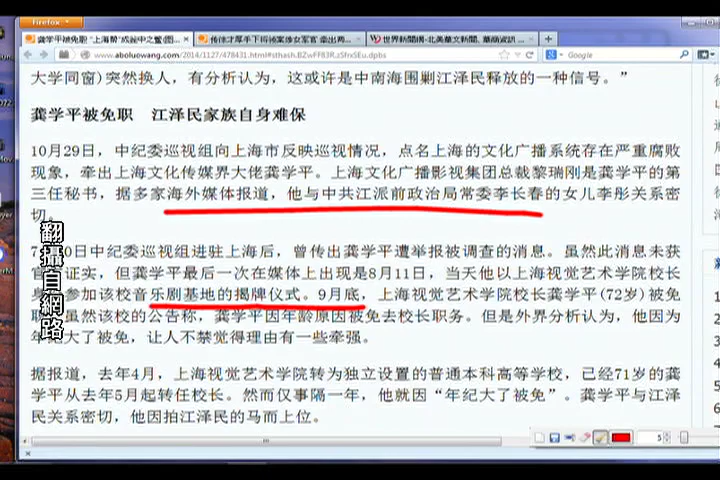 Firefox
龚学平被免职 "上海帮"成瓮中之鳖(图...
传徐才厚手下将领案涉女军官 牵出两...
世界新聞網-北美華文新聞, 華商資訊 ...
www.aboluowang.com/2014/1127/478431.html#sthash.BZwFF83R.zSfrxSEu.dpbs
Google
大学同窗)突然换人，有分析认为，这或许是中南海围剿江泽民释放的一种信号。”
龚学平被免职 江泽民家族自身难保
10月29日，中纪委巡视组向上海市反映巡视情况，点名上海的文化广播系统存在严重腐败
现象，牵出上海文化传媒界大佬龚学平。上海文化广播影视集团总裁黎瑞刚是龚学平的第
三任秘书，据多家海外媒体报道，他与中共江派前政治局常委李长春的女儿李彤关系密
切。
7 0日中纪委巡视组进驻上海后，曾传出龚学平遭举报被调查的消息。虽然此消息未获
官 证实，但龚学平最后一次在媒体上出现是8月11日，当天他以上海视觉艺术学院校长
身 参加该校音乐剧基地的揭牌仪式。9月底，上海视觉艺术学院校长龚学平(72岁)被免
职 虽然该校的公告称，龚学平因年龄原因被免去校长职务。但是外界分析认为，他因为
年 大了被免，让人不禁觉得理由有一些牵强。
据报道，去年4月，上海视觉艺术学院转为独立设置的普通本科高等学校，已经71岁的龚
学平从去年5月起转任校长。然而仅事隔一年，他就因“年纪大了被免”。龚学平与江泽
民关系密切，他因拍江泽民的马而上位。
翻攝自網路
5